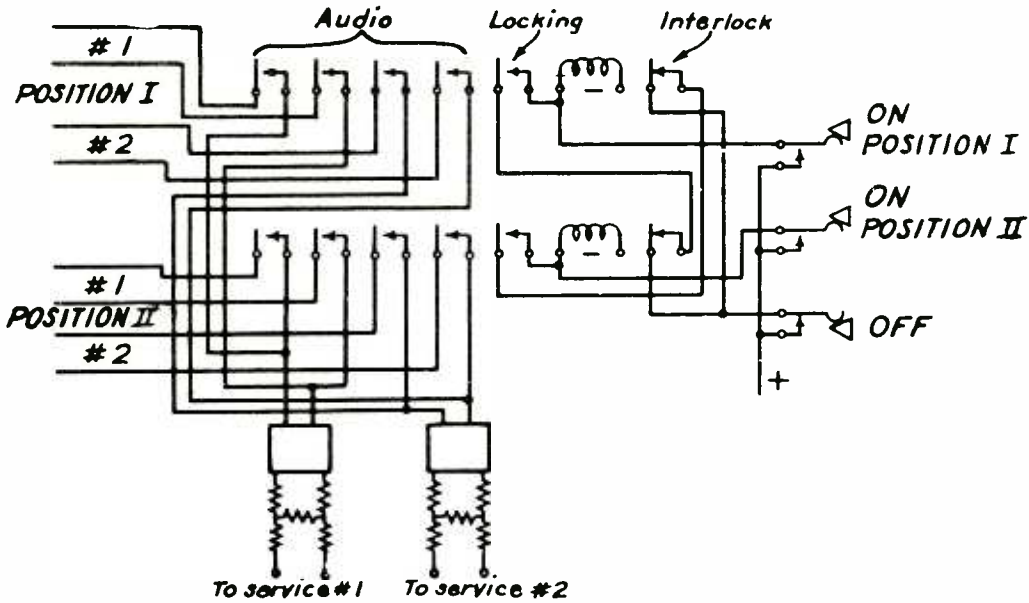 Audio
Locking
Interlock
#1
POSITION I
#2
ON
POSITION I
ON
POSITION II
#1
POSITION II
#2
OFF
+
To service #1
To service #2